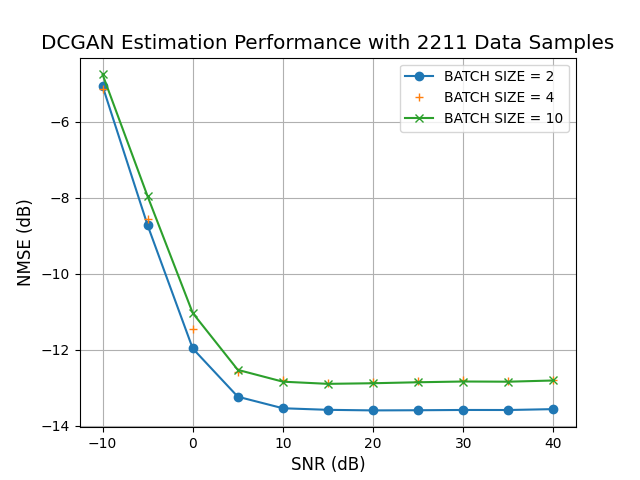 DCGAN Estimation Performance with 2211 Data Samples
BATCH SIZE = 2
BATCH SIZE = 4
BATCH SIZE = 10
NMSE (dB)
−6
−8
−10
−12
−14
−10 0 10 20 30 40
SNR (dB)